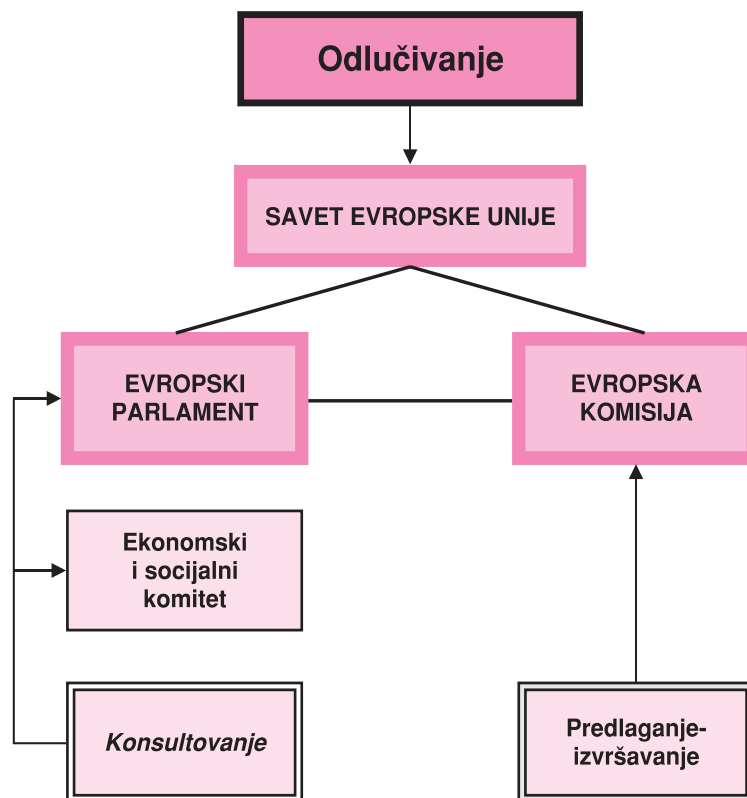 Odlučivanje
SAVET EVROPSKE UNIJE
EVROPSKI
PARLAMENT
EVROPSKA
KOMISIJA
Ekonomski
i socijalni
komitet
Konsultovanje
Predlaganje-
izvršavanje